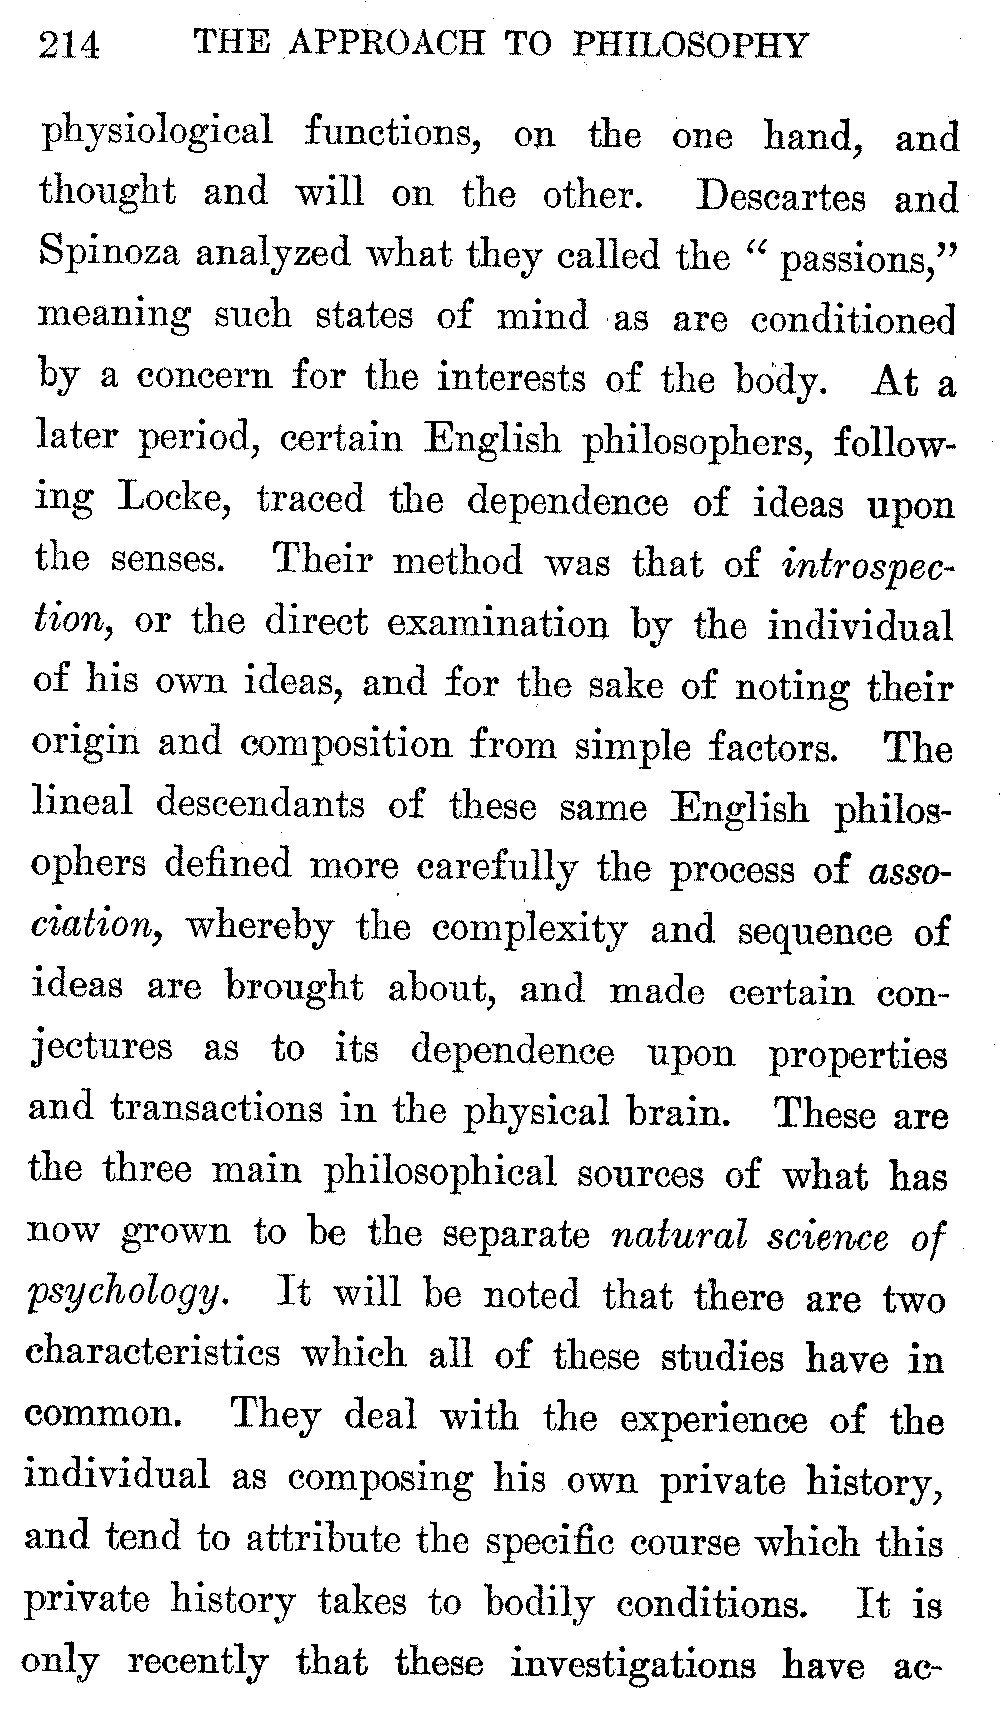 214 THE APPROACH TO PHILOSOPHY
physiological functions, on the one hand, and
thought and will on the other. Descartes and
Spinoza analyzed what they called the “ passions,”
meaning such states of mind as are conditioned
by a concern for the interests of the body. At a
later period, certain English philosophers, follow-
ing Locke, traced the dependence of ideas upon
the senses. Their method was that of introspec-
tion, or the direct examination by the individual
of his own ideas, and for the sake of noting their
origin and composition from simple factors. The
lineal descendants of these same English philos-
ophers defined more carefully the process of asso-
ciation, whereby the complexity and sequence of
ideas are brought about, and made certain con-
jectures as to its dependence upon properties
and transactions in the physical brain. These are
the three main philosophical sources of what has
now grown to be the separate natural science of
psychology. It will be noted that there are two
characteristics which all of these studies have in
common. They deal with the experience of the
individual as composing his own private history,
and tend to attribute the specific course which this
private history takes to bodily conditions. It is
only recently that these investigations have ac-